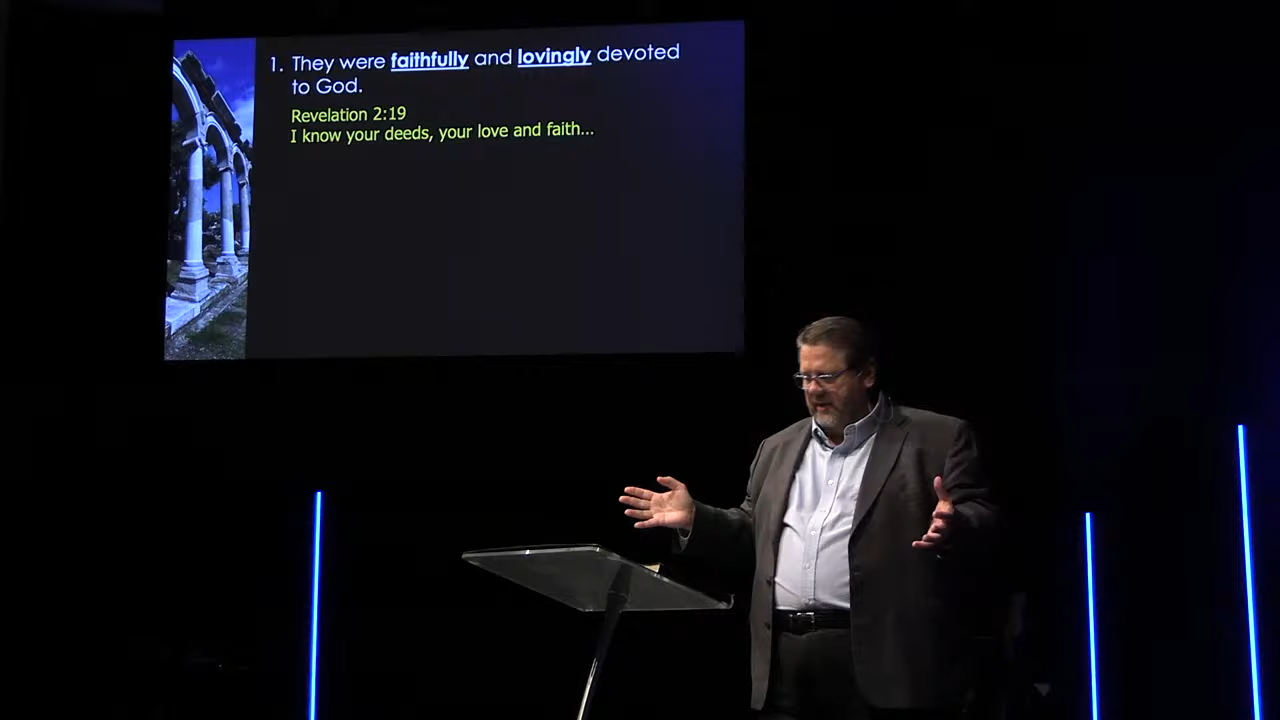 1. They were faithfully and lovingly devoted
to God.
Revelation 2:19
I know your deeds, your love and faith...